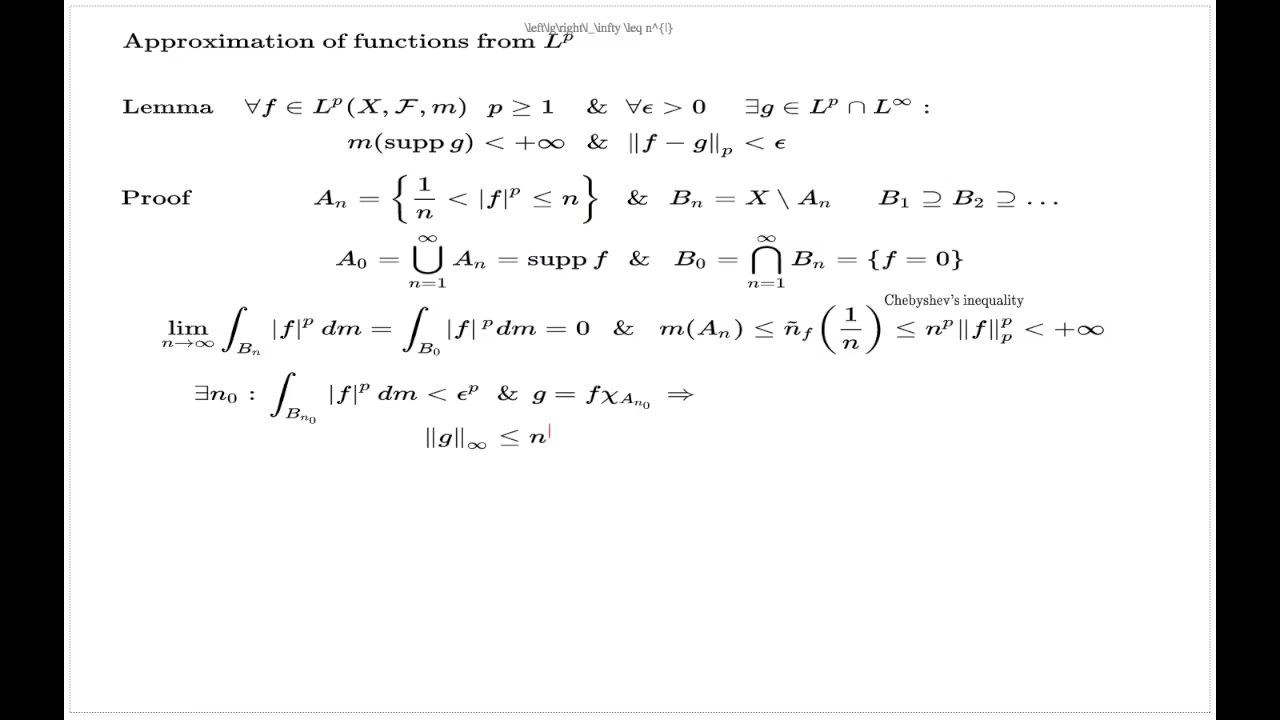 \left\|g\right\|_\infty \leq n^{|}
Approximation of functions from L^p
Lemma ∀f ∈ L^p(X, ℱ, m) p ≥ 1 & ∀ϵ > 0 ∃g ∈ L^p ∩ L^∞ :
m(supp g) < +∞ & ‖f − g‖_p < ϵ
Proof A_n = { 1/n < |f|^p ≤ n } & B_n = X \ A_n B_1 ⊇ B_2 ⊇ …
A_0 = ⋃_{n=1}^∞ A_n = supp f & B_0 = ⋂_{n=1}^∞ B_n = {f = 0}
Chebyshev's inequality
lim_{n→∞} ∫_{B_n} |f|^p dm = ∫_{B_0} |f|^p dm = 0 & m(A_n) ≤ ñ_f (1/n) ≤ n^p ‖f‖_p^p < +∞
∃n_0 : ∫_{B_{n_0}} |f|^p dm < ϵ^p & g = fχ_{A_{n_0}} ⇒
‖g‖_∞ ≤ n^|